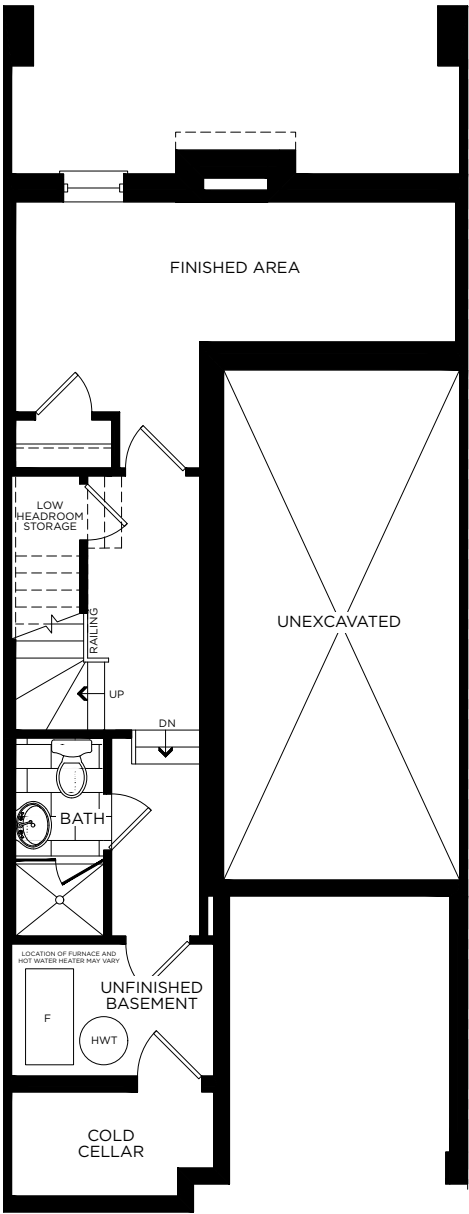 FINISHED AREA
LOW
HEADROOM
STORAGE
RAILING
UNEXCAVATED
UP
DN
BATH
LOCATION OF FURNACE AND
HOT WATER HEATER MAY VARY
UNFINISHED
BASEMENT
F
HWT
COLD
CELLAR